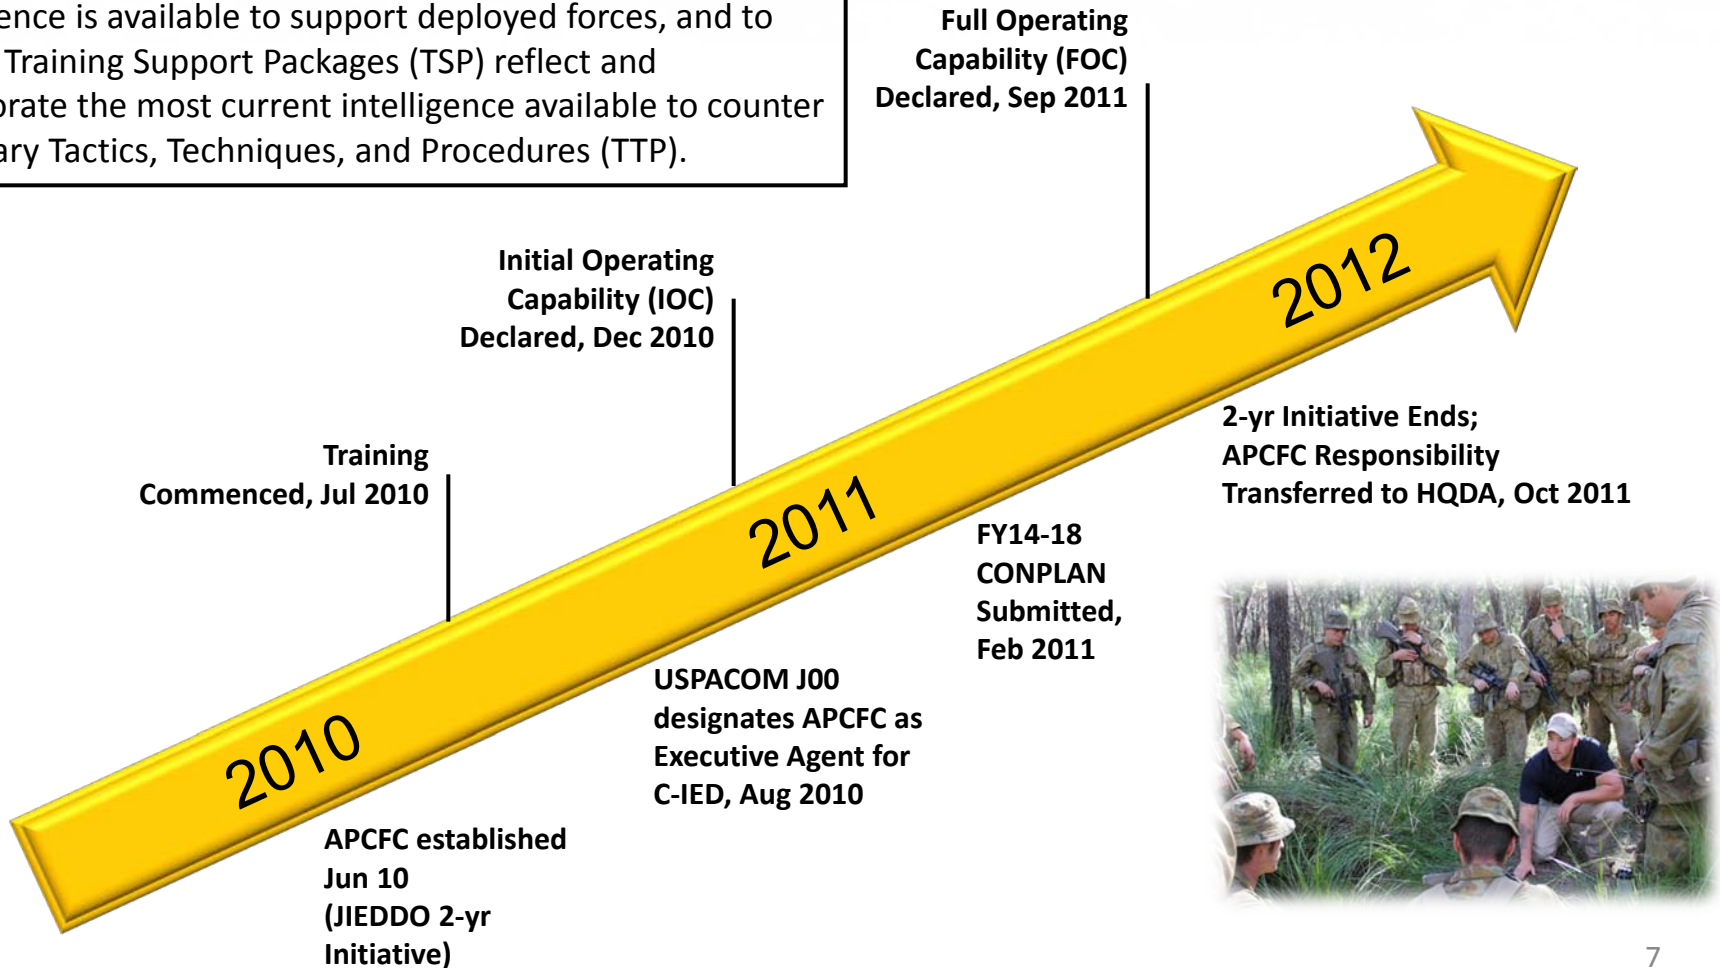 ence is available to support deployed forces, and to
Training Support Packages (TSP) reflect and
orate the most current intelligence available to counter
ary Tactics, Techniques, and Procedures (TTP).
Full Operating
Capability (FOC)
Declared, Sep 2011
Initial Operating
Capability (IOC)
Declared, Dec 2010
Training
Commenced, Jul 2010
2010
2011
2012
2-yr Initiative Ends;
APCFC Responsibility
Transferred to HQDA, Oct 2011
FY14-18
CONPLAN
Submitted,
Feb 2011
USPACOM J00
designates APCFC as
Executive Agent for
C-IED, Aug 2010
APCFC established
Jun 10
(JIEDDO 2-yr
Initiative)
7